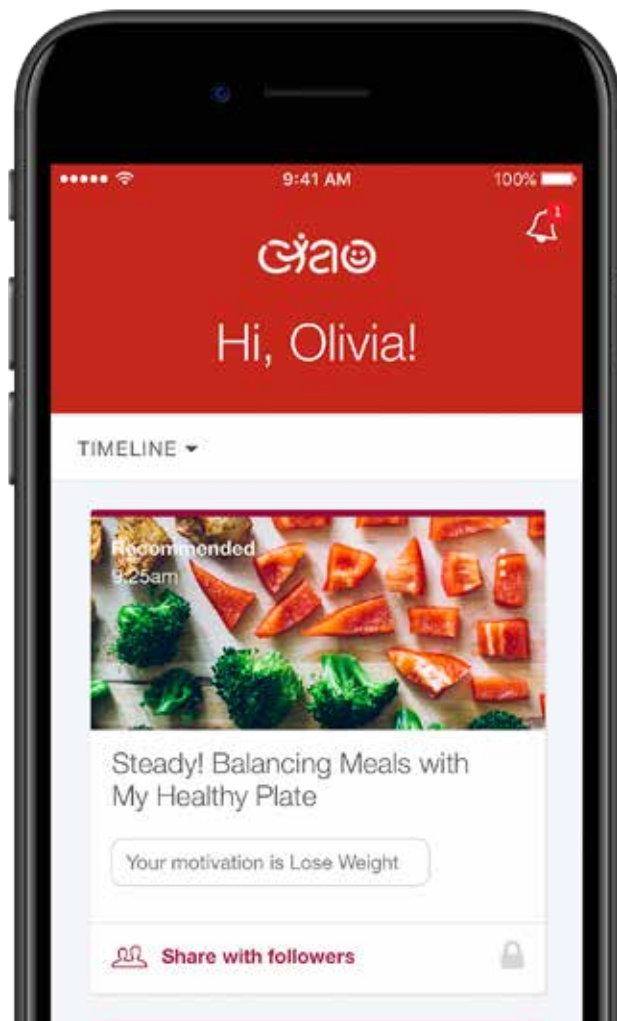 9:41 AM
100%
1
ciao
Hi, Olivia!
TIMELINE
Recommended
9:25am
Steady! Balancing Meals with
My Healthy Plate
Your motivation is Lose Weight
Share with followers